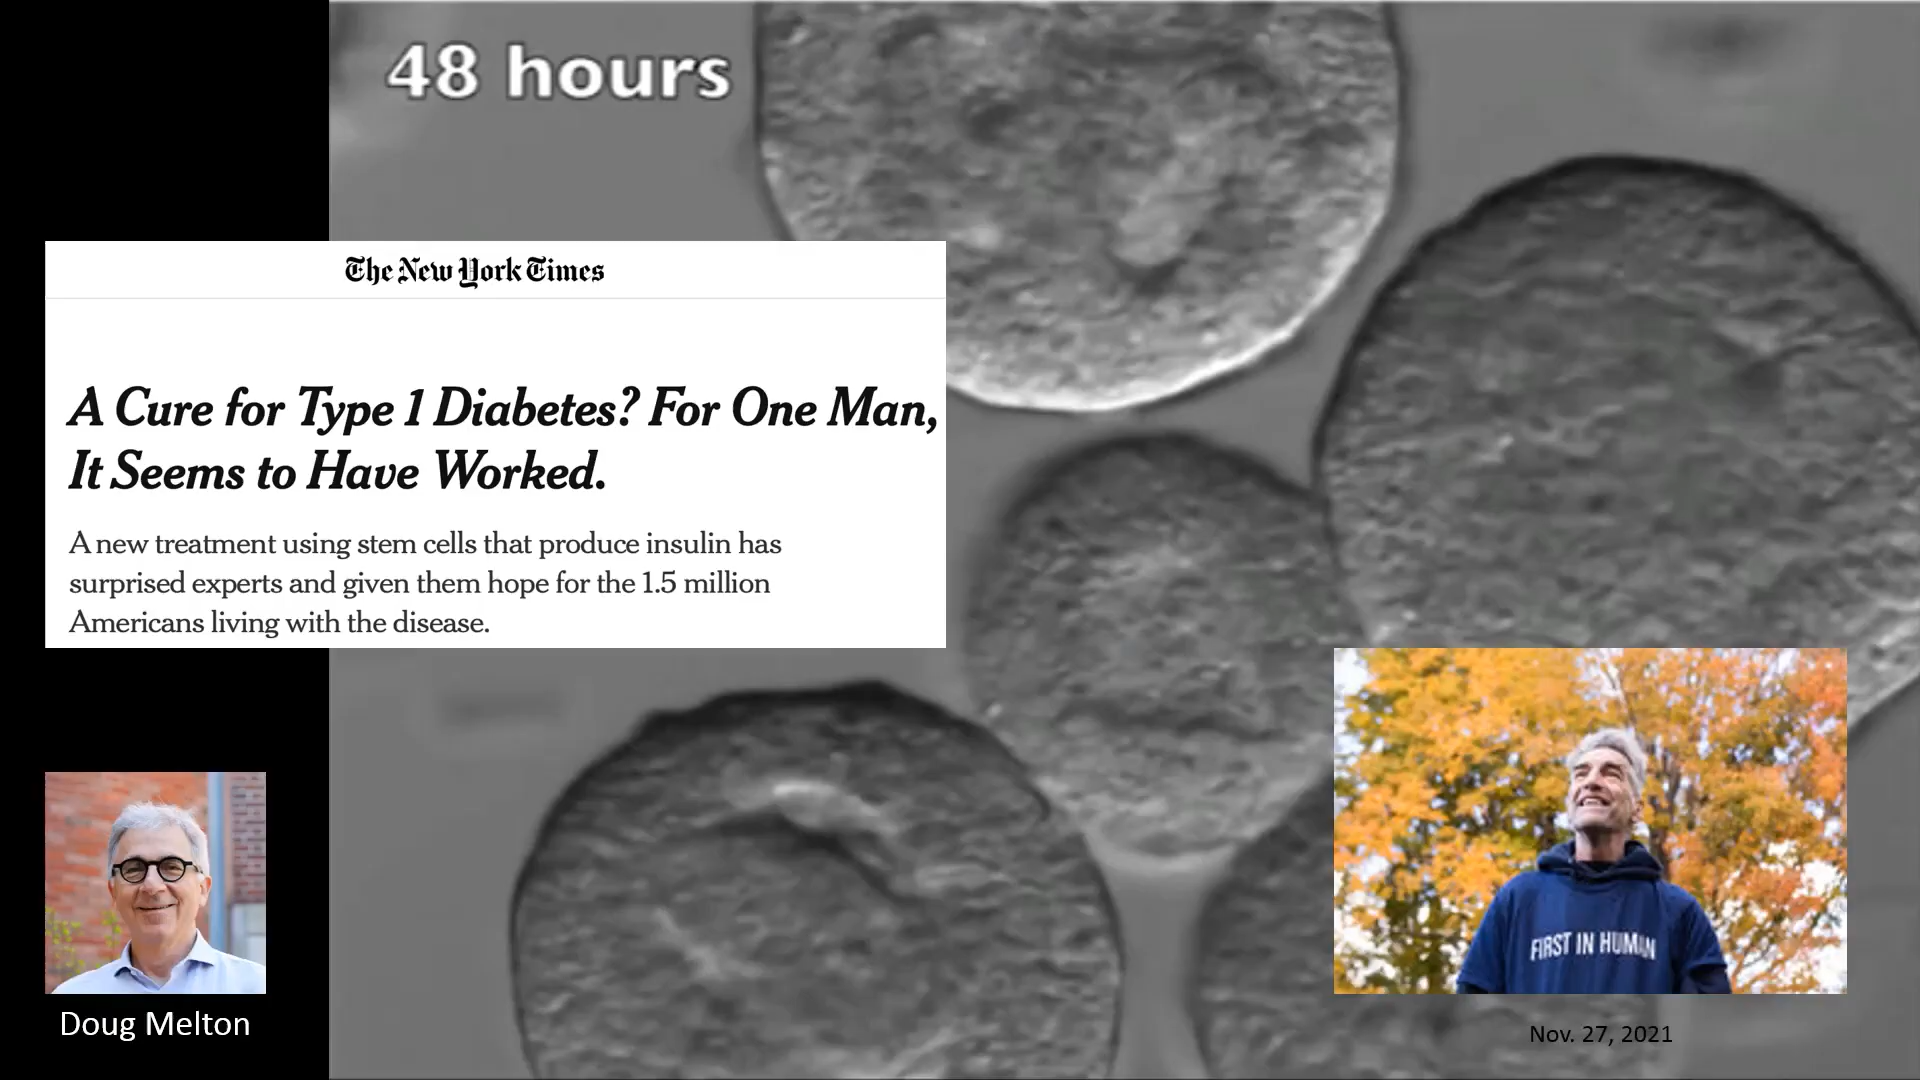 48 hours
The New York Times
A Cure for Type 1 Diabetes? For One Man,
It Seems to Have Worked.
A new treatment using stem cells that produce insulin has
surprised experts and given them hope for the 1.5 million
Americans living with the disease.
FIRST IN HUMAN
Doug Melton
Nov. 27, 2021